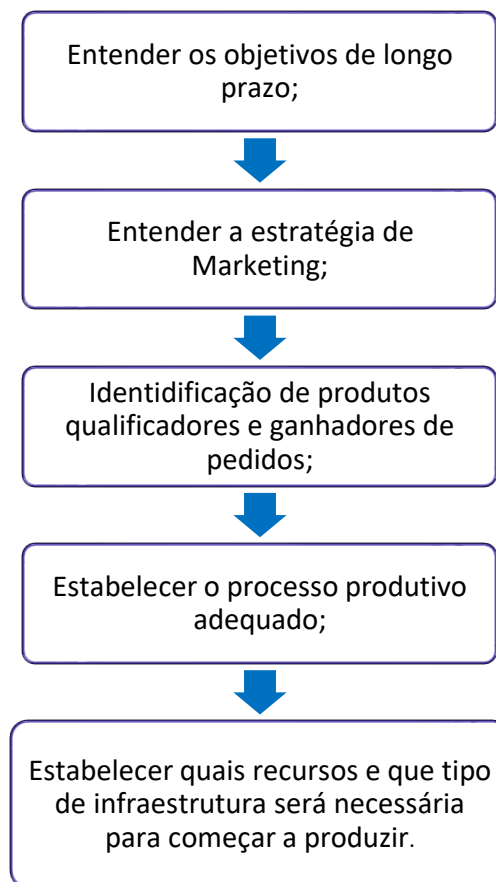 Entender os objetivos de longo
prazo;
Entender a estratégia de
Marketing;
Identidificação de produtos
qualificadores e ganhadores de
pedidos;
Estabelecer o processo produtivo
adequado;
Estabelecer quais recursos e que tipo
de infraestrutura será necessária
para começar a produzir.